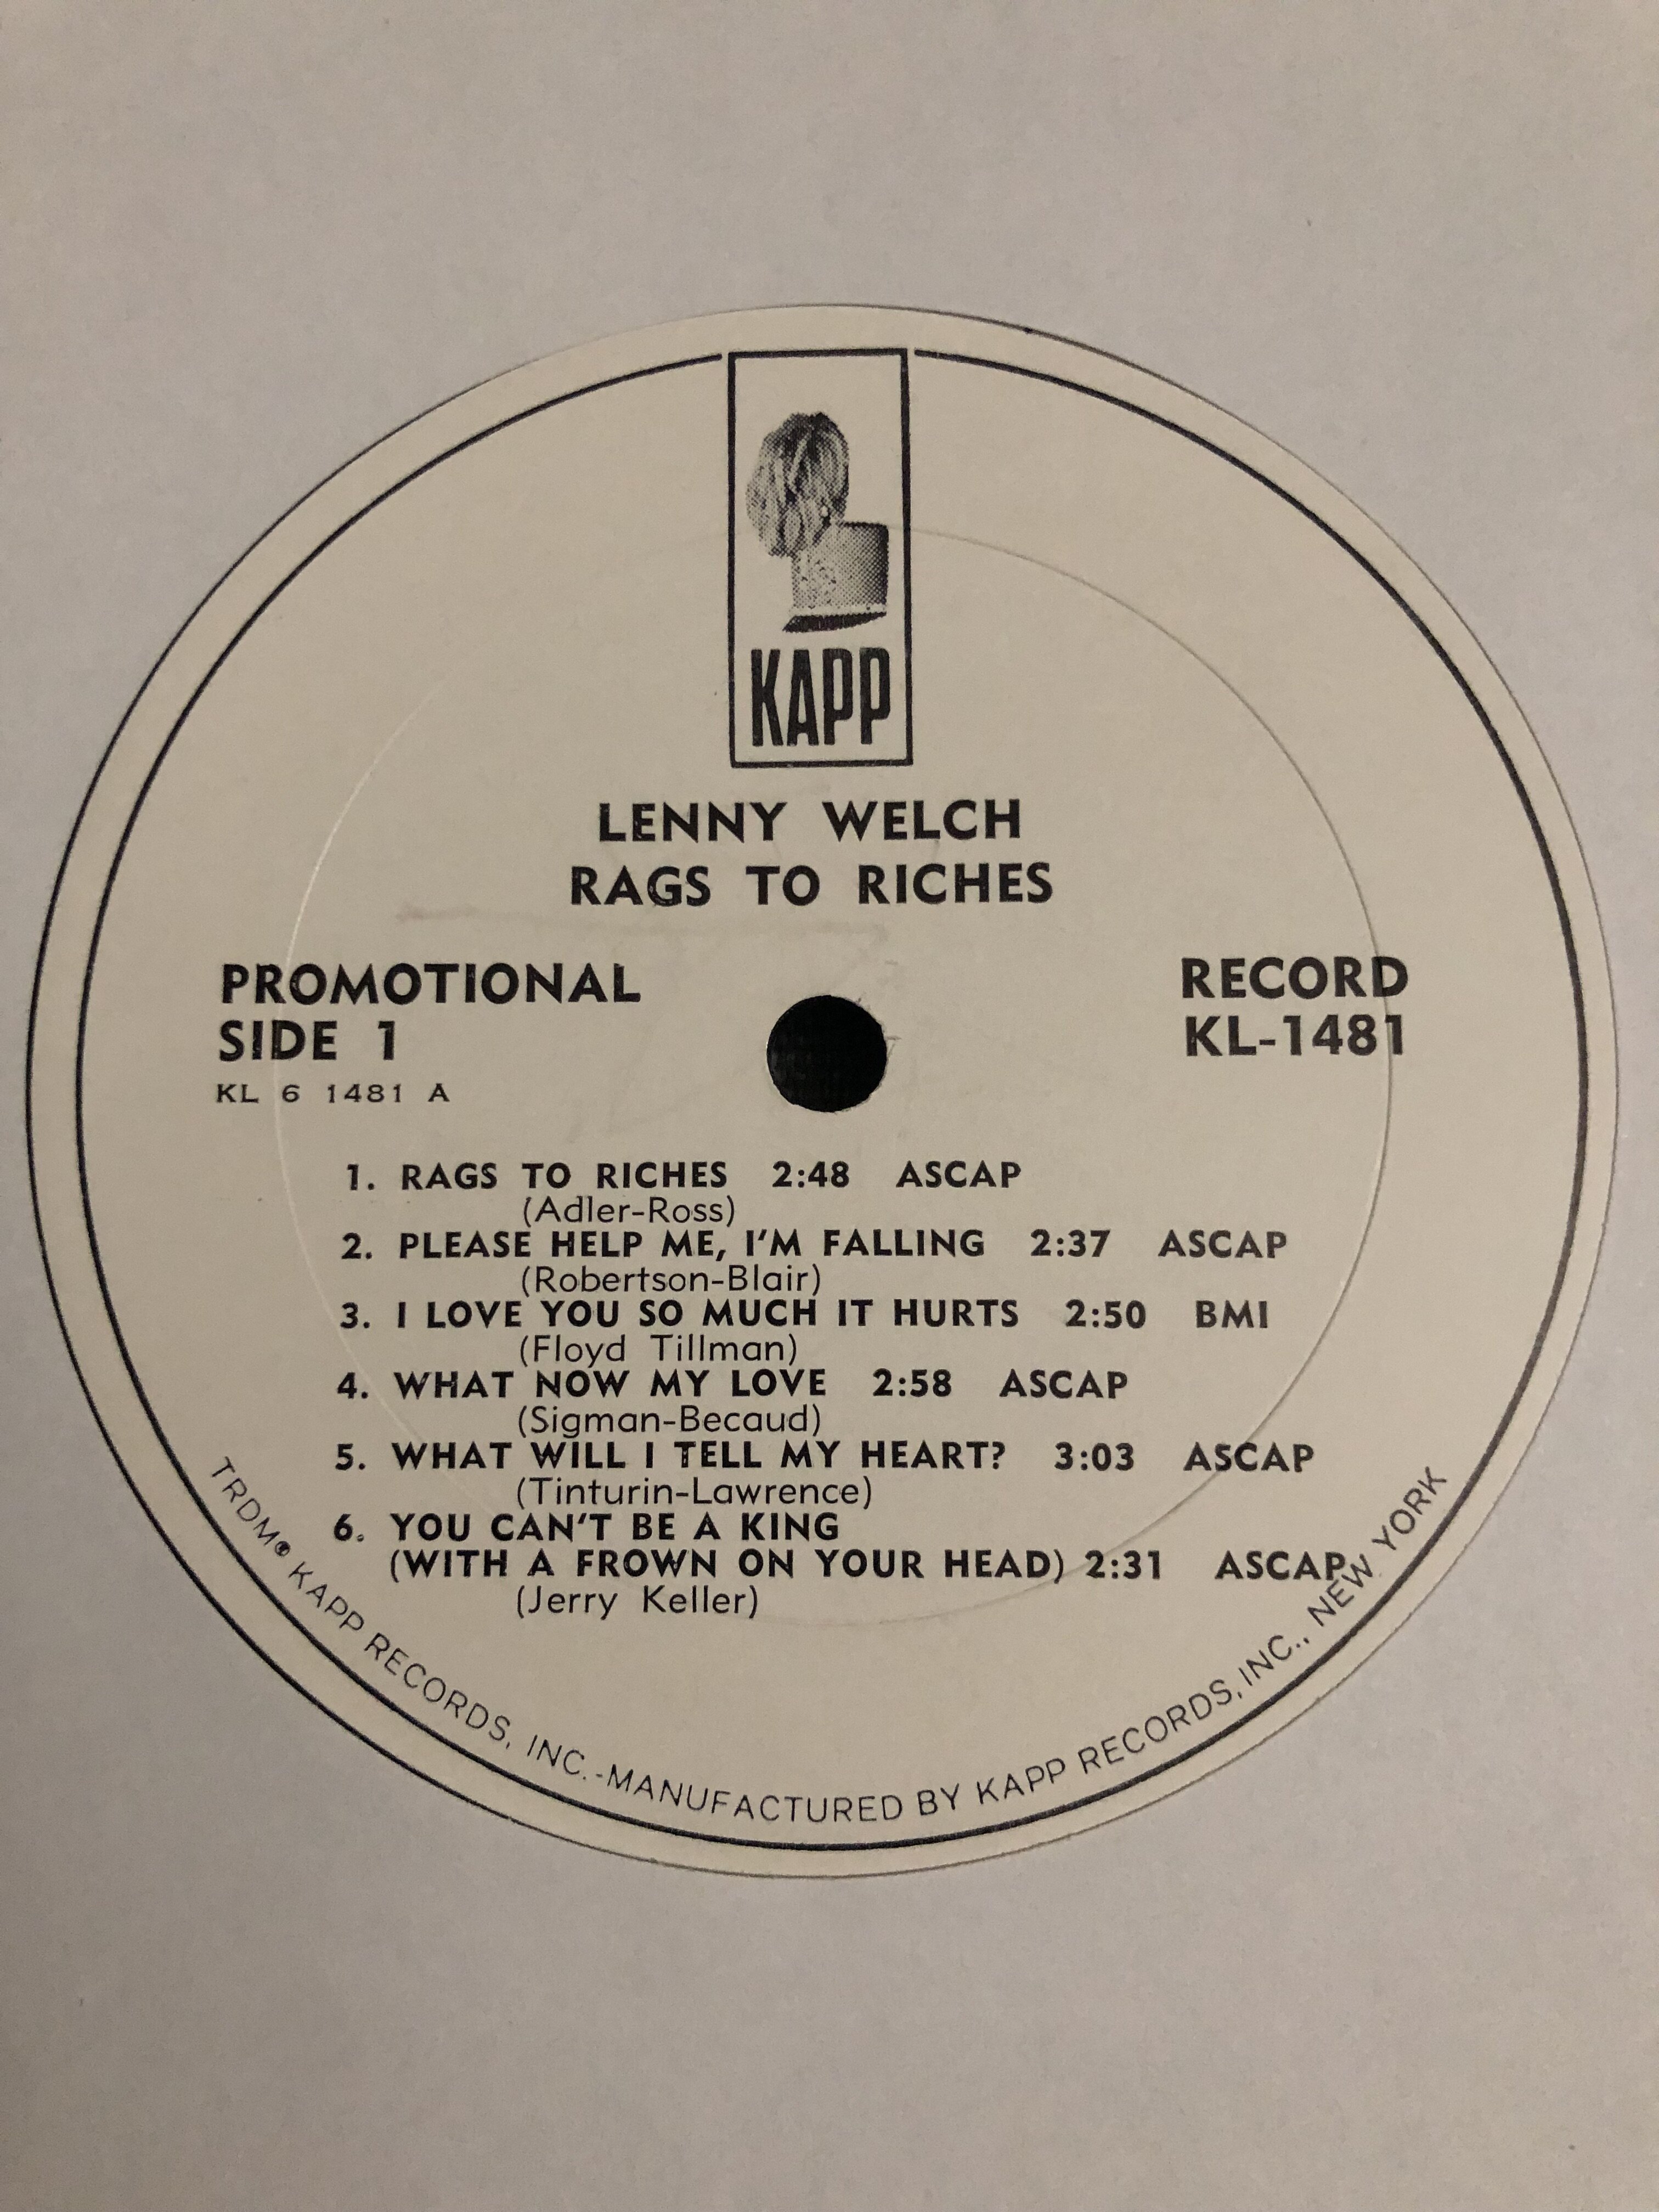 KAPP
LENNY WELCH
RAGS TO RICHES
PROMOTIONAL
SIDE 1
KL 6 1481 A
RECORD
KL-1481
1. RAGS TO RICHES 2:48 ASCAP
(Adler-Ross)
2. PLEASE HELP ME, I'M FALLING 2:37 ASCAP
(Robertson-Blair)
3. I LOVE YOU SO MUCH IT HURTS 2:50 BMI
(Floyd Tillman)
4. WHAT NOW MY LOVE 2:58 ASCAP
(Sigman-Becaud)
5. WHAT WILL I TELL MY HEART? 3:03 ASCAP
(Tinturin-Lawrence)
6. YOU CAN'T BE A KING
(WITH A FROWN ON YOUR HEAD) 2:31 ASCAP
(Jerry Keller)
TRDM® KAPP RECORDS, INC.-MANUFACTURED BY KAPP RECORDS, INC., NEW YORK